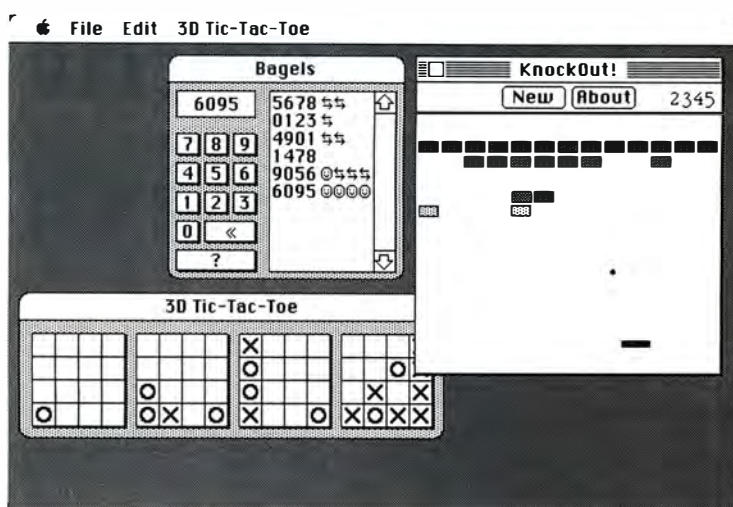 File Edit 3D Tic-Tac-Toe
Bagels
6095
7 8 9
4 5 6
1 2 3
0 «
?
5678 ⇆⇆
0123 ⇆
4901 ⇆⇆
1478
9056 ☺⇆⇆⇆
6095 ☺☺☺☺
KnockOut!
New About 2345
3D Tic-Tac-Toe
X
O O
O O X X
O O X O X O X O X X